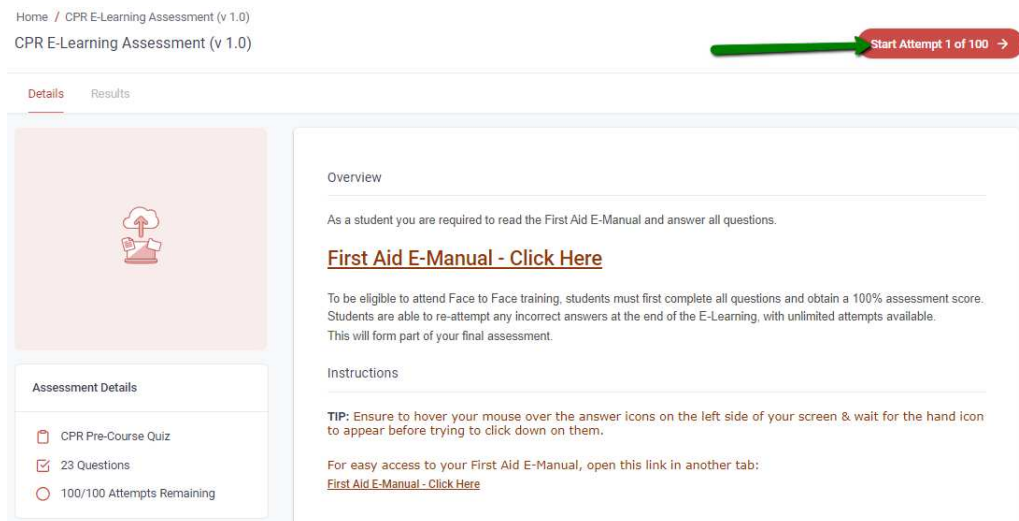 Home / CPR E-Learning Assessment (v 1.0)
CPR E-Learning Assessment (v 1.0)
Start Attempt 1 of 100 →
Details Results
Overview
As a student you are required to read the First Aid E-Manual and answer all questions.
First Aid E-Manual - Click Here
To be eligible to attend Face to Face training, students must first complete all questions and obtain a 100% assessment score.
Students are able to re-attempt any incorrect answers at the end of the E-Learning, with unlimited attempts available.
This will form part of your final assessment.
Instructions
TIP: Ensure to hover your mouse over the answer icons on the left side of your screen & wait for the hand icon
to appear before trying to click down on them.
For easy access to your First Aid E-Manual, open this link in another tab:
First Aid E-Manual - Click Here
Assessment Details
CPR Pre-Course Quiz
23 Questions
100/100 Attempts Remaining